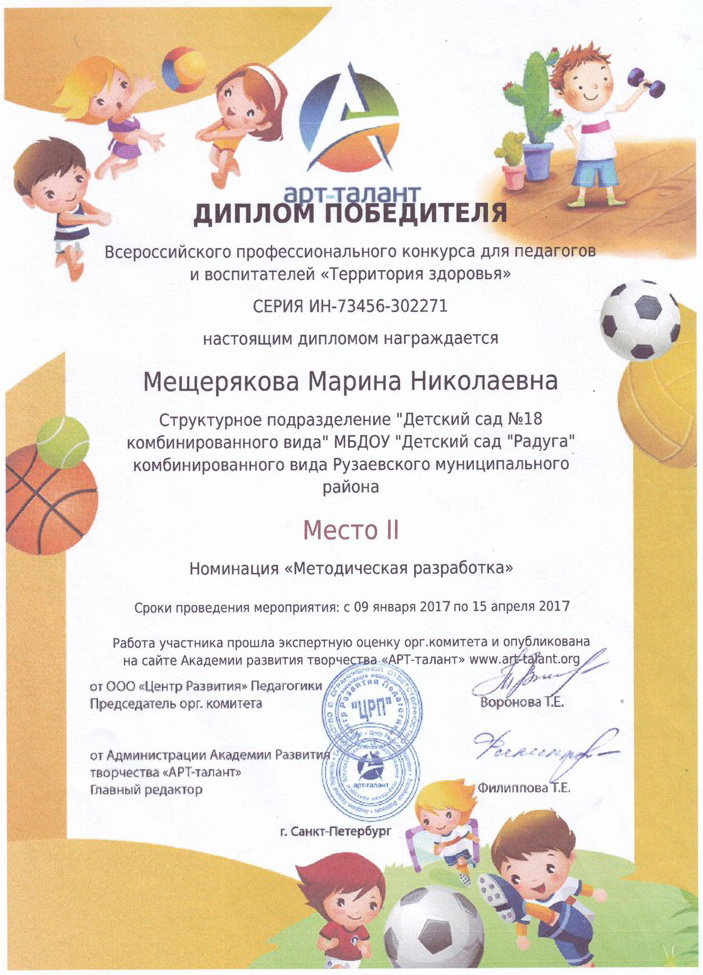 арт-талант
ДИПЛОМ ПОБЕДИТЕЛЯ
Всероссийского профессионального конкурса для педагогов
и воспитателей «Территория здоровья»
СЕРИЯ ИН-73456-302271
настоящим дипломом награждается
Мещерякова Марина Николаевна
Структурное подразделение "Детский сад №18
комбинированного вида" МБДОУ "Детский сад "Радуга"
комбинированного вида Рузаевского муниципального
района
Место II
Номинация «Методическая разработка»
Сроки проведения мероприятия: с 09 января 2017 по 15 апреля 2017
Работа участника прошла экспертную оценку орг.комитета и опубликована
на сайте Академии развития творчества «АРТ-талант» www.art-talant.org
от ООО «Центр Развития» Педагогики
Председатель орг. комитета
"ЦРП"
Воронова Т.Е.
от Администрации Академии Развития
творчества «АРТ-талант»
Главный редактор
арт-талант
Филиппова Т.Е.
г. Санкт-Петербург